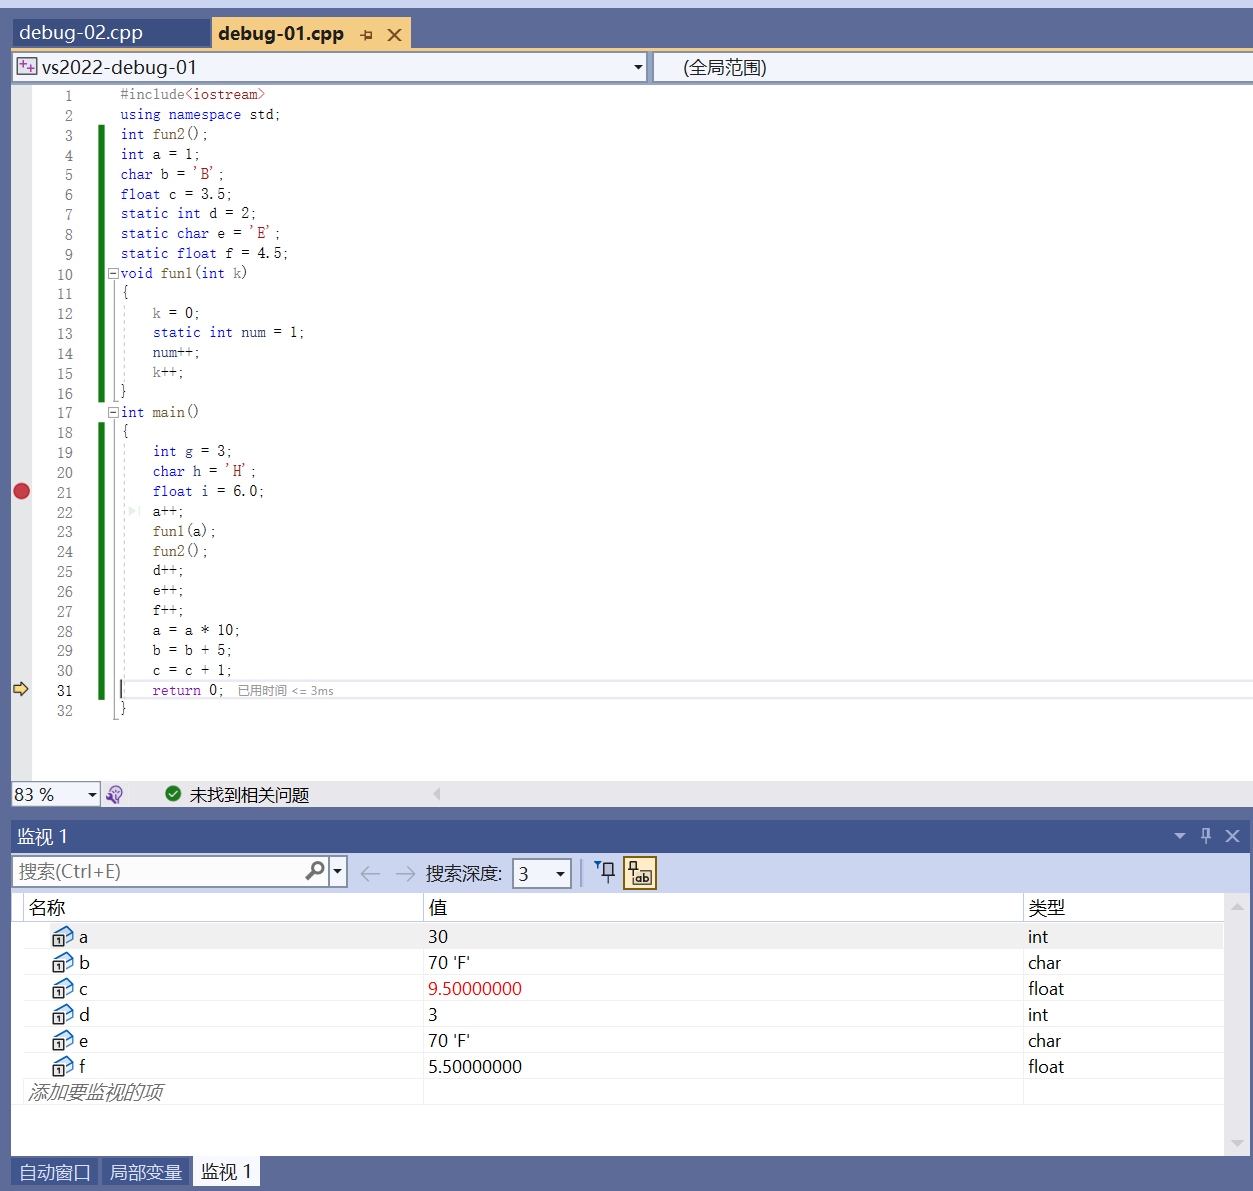 debug-02.cpp debug-01.cpp
vs2022-debug-01 (全局范围)
1 #include<iostream>
2 using namespace std;
3 int fun2();
4 int a = 1;
5 char b = 'B';
6 float c = 3.5;
7 static int d = 2;
8 static char e = 'E';
9 static float f = 4.5;
10 void fun1(int k)
11 {
12 k = 0;
13 static int num = 1;
14 num++;
15 k++;
16 }
17 int main()
18 {
19 int g = 3;
20 char h = 'H';
21 float i = 6.0;
22 a++;
23 fun1(a);
24 fun2();
25 d++;
26 e++;
27 f++;
28 a = a * 10;
29 b = b + 5;
30 c = c + 1;
31 return 0; 已用时间 <= 3ms
32 }
83 % 未找到相关问题
监视 1
搜索(Ctrl+E) 搜索深度: 3
名称 值 类型
a 30 int
b 70 'F' char
c 9.50000000 float
d 3 int
e 70 'F' char
f 5.50000000 float
添加要监视的项
自动窗口 局部变量 监视 1